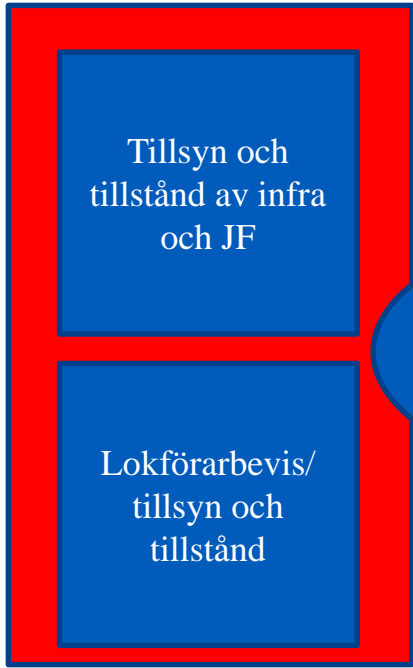 Tillsyn och
tillstånd av infra
och JF
Lokförarbevis/
tillsyn och
tillstånd